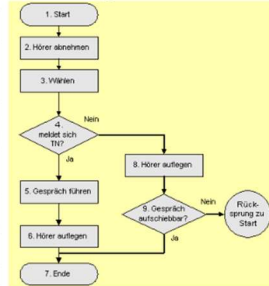 1. Start
2. Hörer abnehmen
3. Wählen
4.
meldet sich
TN?
Nein
Ja
5. Gespräch führen
6. Hörer auflegen
7. Ende
8. Hörer auflegen
9. Gespräch
aufschiebbar?
Nein
Ja
Rück-
sprung zu
Start